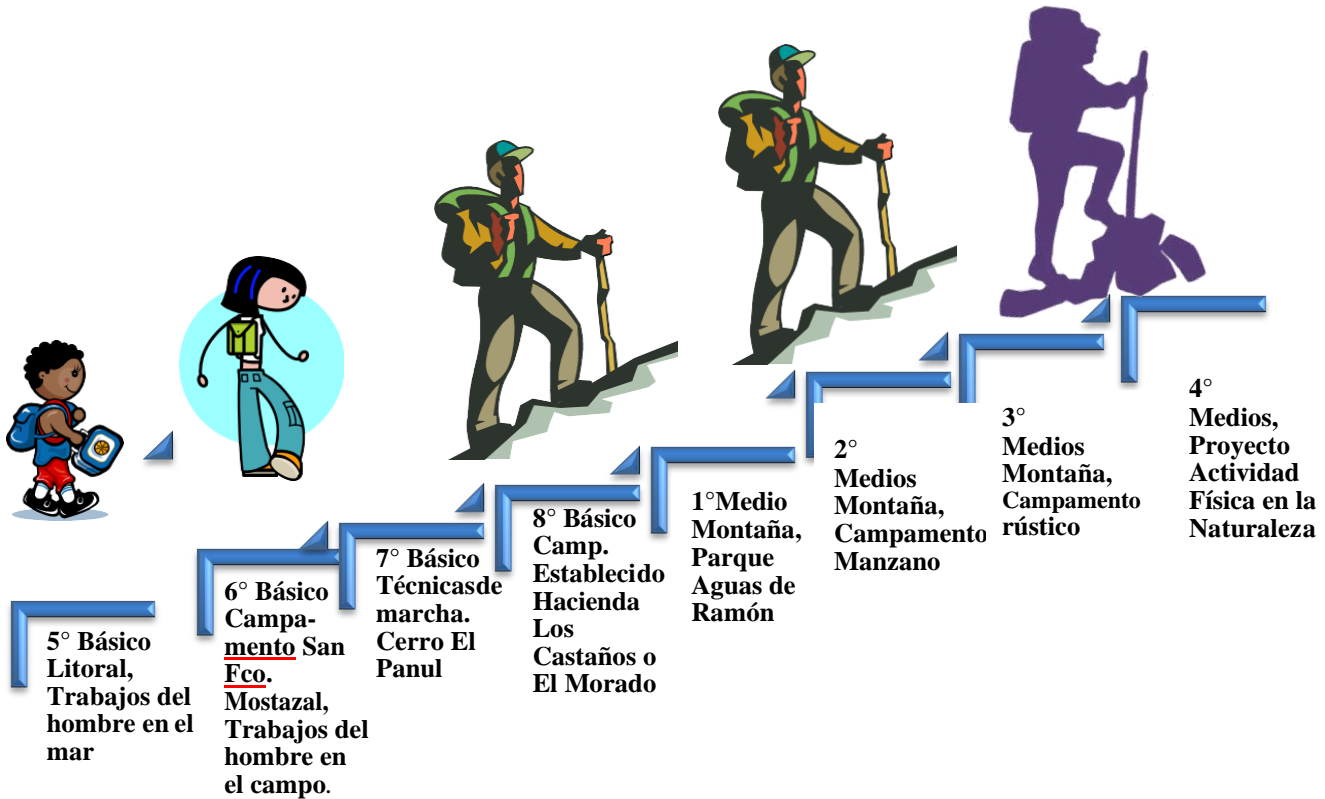 5° Básico
Litoral,
Trabajos del
hombre en el
mar
6° Básico
Campa-
mento San
Fco.
Mostazal,
Trabajos del
hombre en
el campo.
7° Básico
Técnicasde
marcha.
Cerro El
Panul
8° Básico
Camp.
Establecido
Hacienda
Los
Castaños o
El Morado
1°Medio
Montaña,
Parque
Aguas de
Ramón
2°
Medios
Montaña,
Campamento
Manzano
3°
Medios
Montaña,
Campamento
rústico
4°
Medios,
Proyecto
Actividad
Física en la
Naturaleza